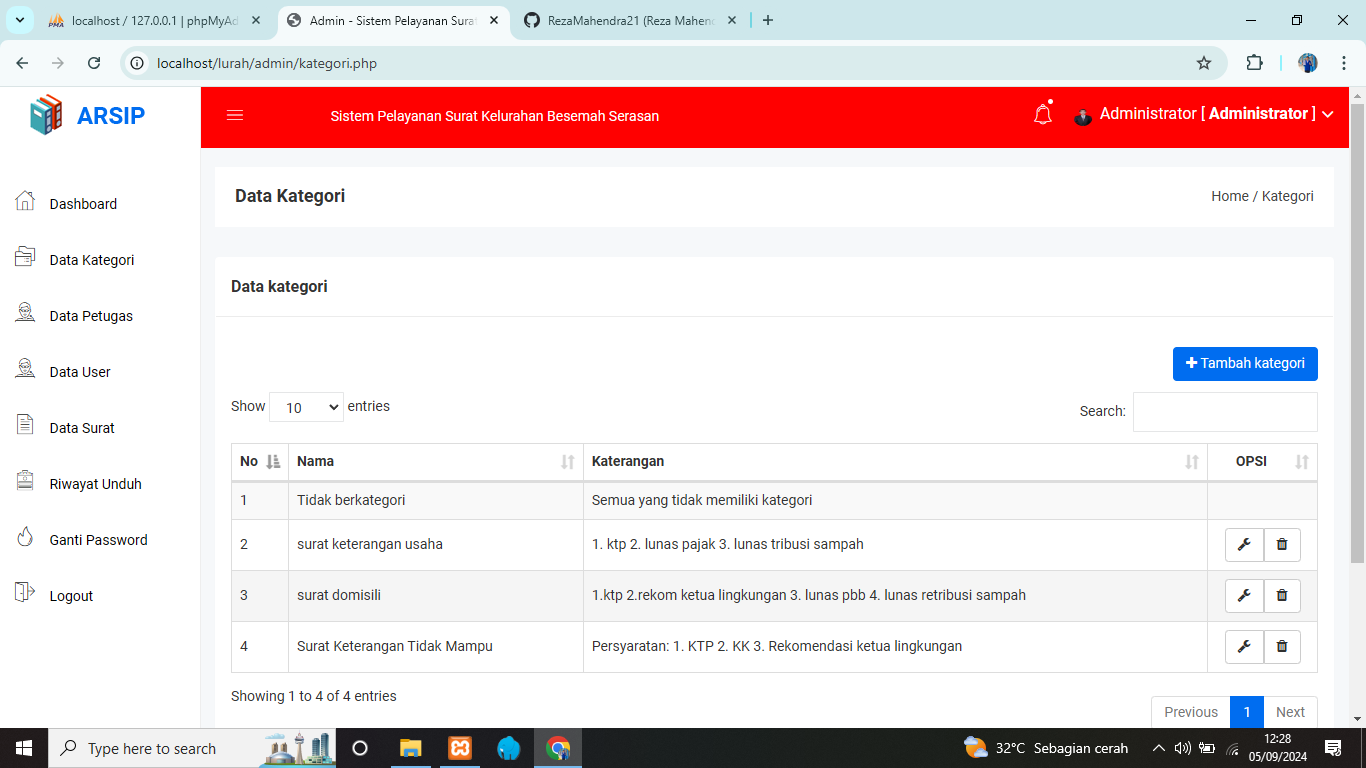 localhost / 127.0.0.1 | phpMyAd
Admin - Sistem Pelayanan Surat
RezaMahendra21 (Reza Mahend
localhost/lurah/admin/kategori.php
ARSIP
Sistem Pelayanan Surat Kelurahan Besemah Serasan
Administrator [ Administrator ]
Dashboard
Data Kategori
Data Petugas
Data User
Data Surat
Riwayat Unduh
Ganti Password
Logout
Data Kategori
Home / Kategori
Data kategori
Tambah kategori
Show 10 entries
Search:
No Nama Katerangan OPSI
1 Tidak berkategori Semua yang tidak memiliki kategori
2 surat keterangan usaha 1. ktp 2. lunas pajak 3. lunas tribusi sampah
3 surat domisili 1.ktp 2.rekom ketua lingkungan 3. lunas pbb 4. lunas retribusi sampah
4 Surat Keterangan Tidak Mampu Persyaratan: 1. KTP 2. KK 3. Rekomendasi ketua lingkungan
Showing 1 to 4 of 4 entries
Previous 1 Next
Type here to search
32°C Sebagian cerah
12:28
05/09/2024